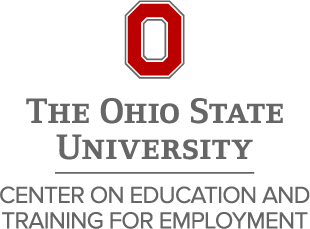 O
THE OHIO STATE
UNIVERSITY
CENTER ON EDUCATION AND
TRAINING FOR EMPLOYMENT